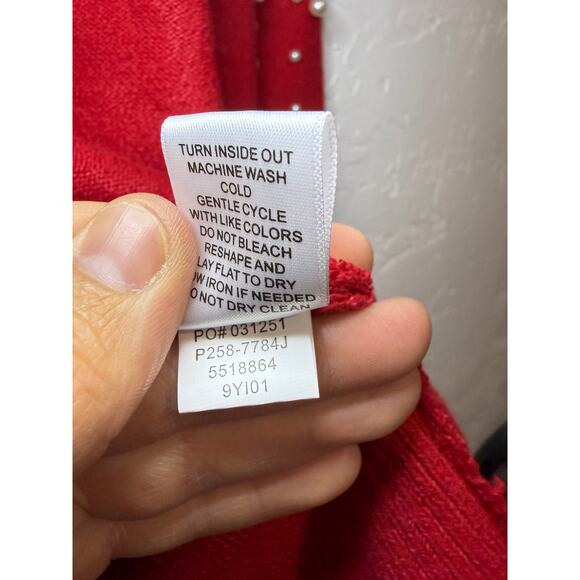 TURN INSIDE OUT
MACHINE WASH
COLD
GENTLE CYCLE
WITH LIKE COLORS
DO NOT BLEACH
RESHAPE AND
LAY FLAT TO DRY
OW IRON IF NEEDED
O NOT DRY CLEAN
PO# 031251
P258-7784J
5518864
9YI01